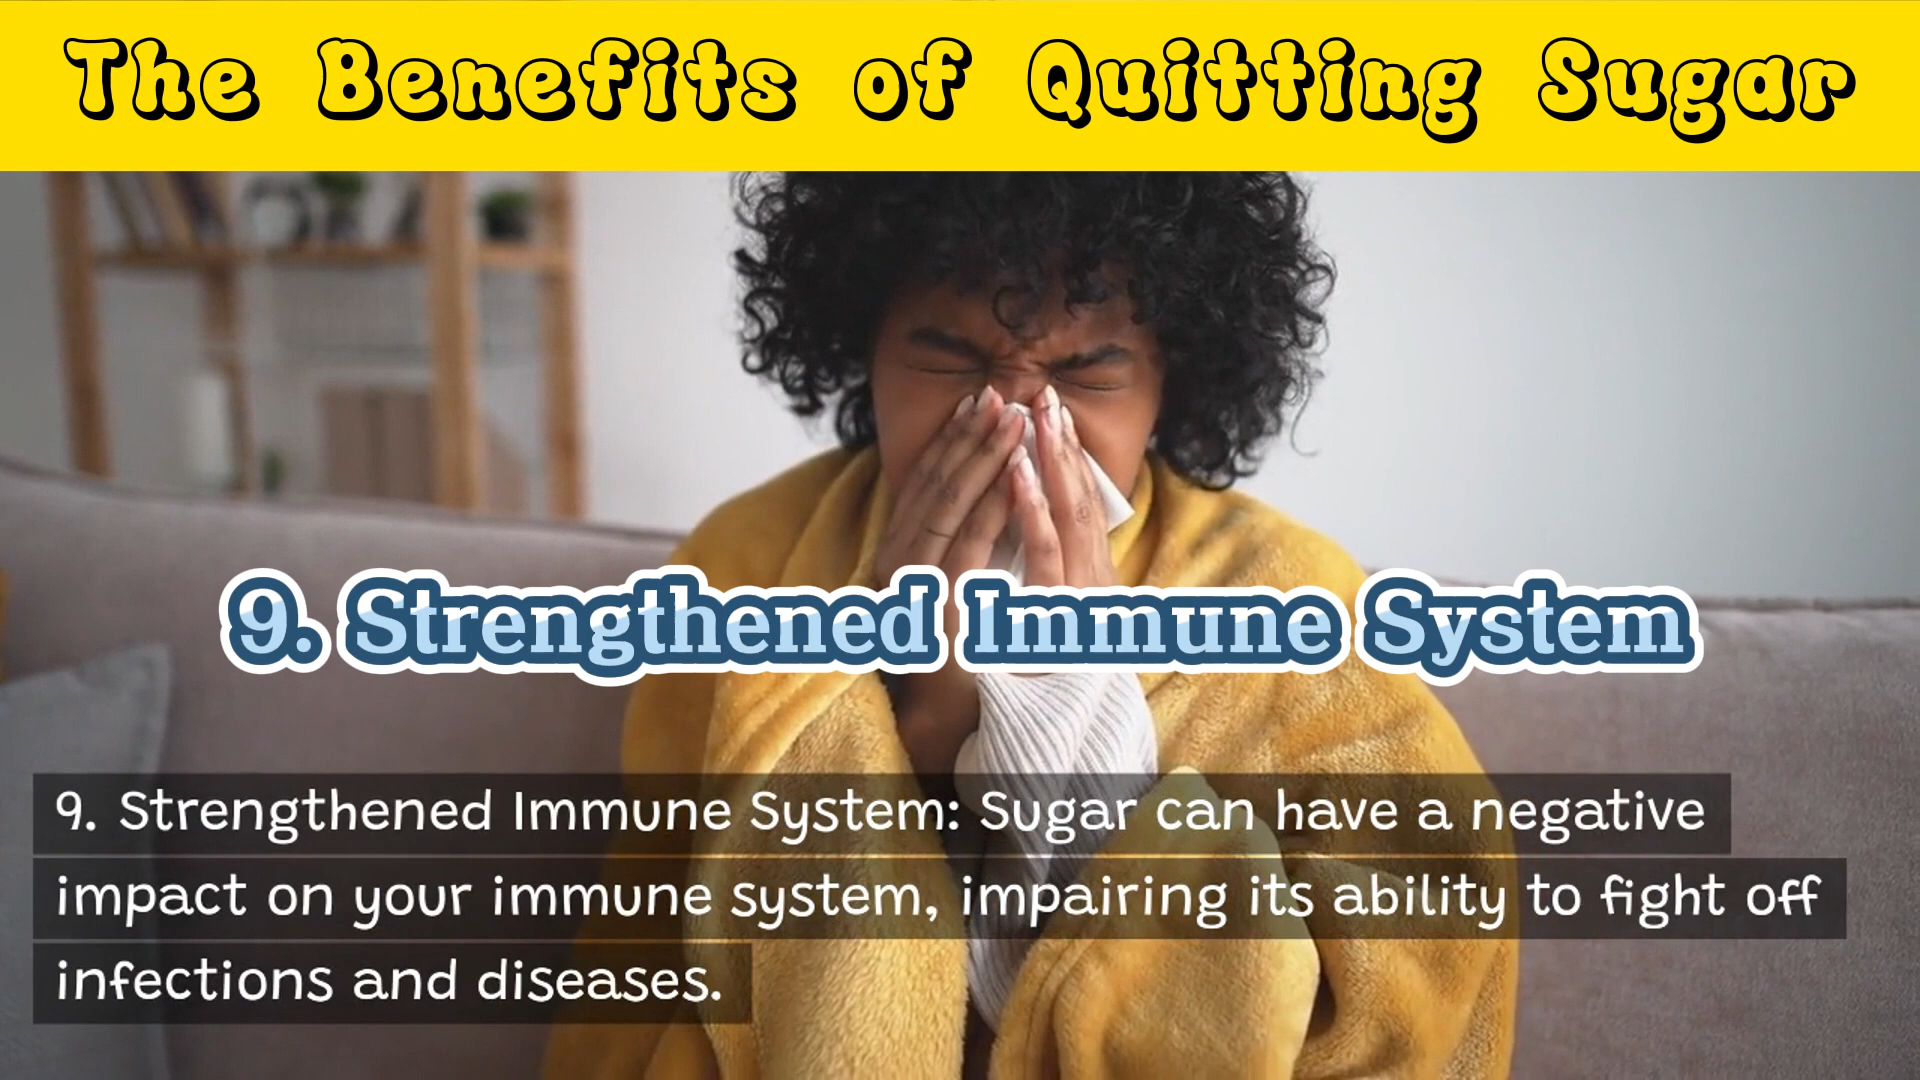 The Benefits of Quitting Sugar
9. Strengthened Immune System
9. Strengthened Immune System: Sugar can have a negative
impact on your immune system, impairing its ability to fight off
infections and diseases.